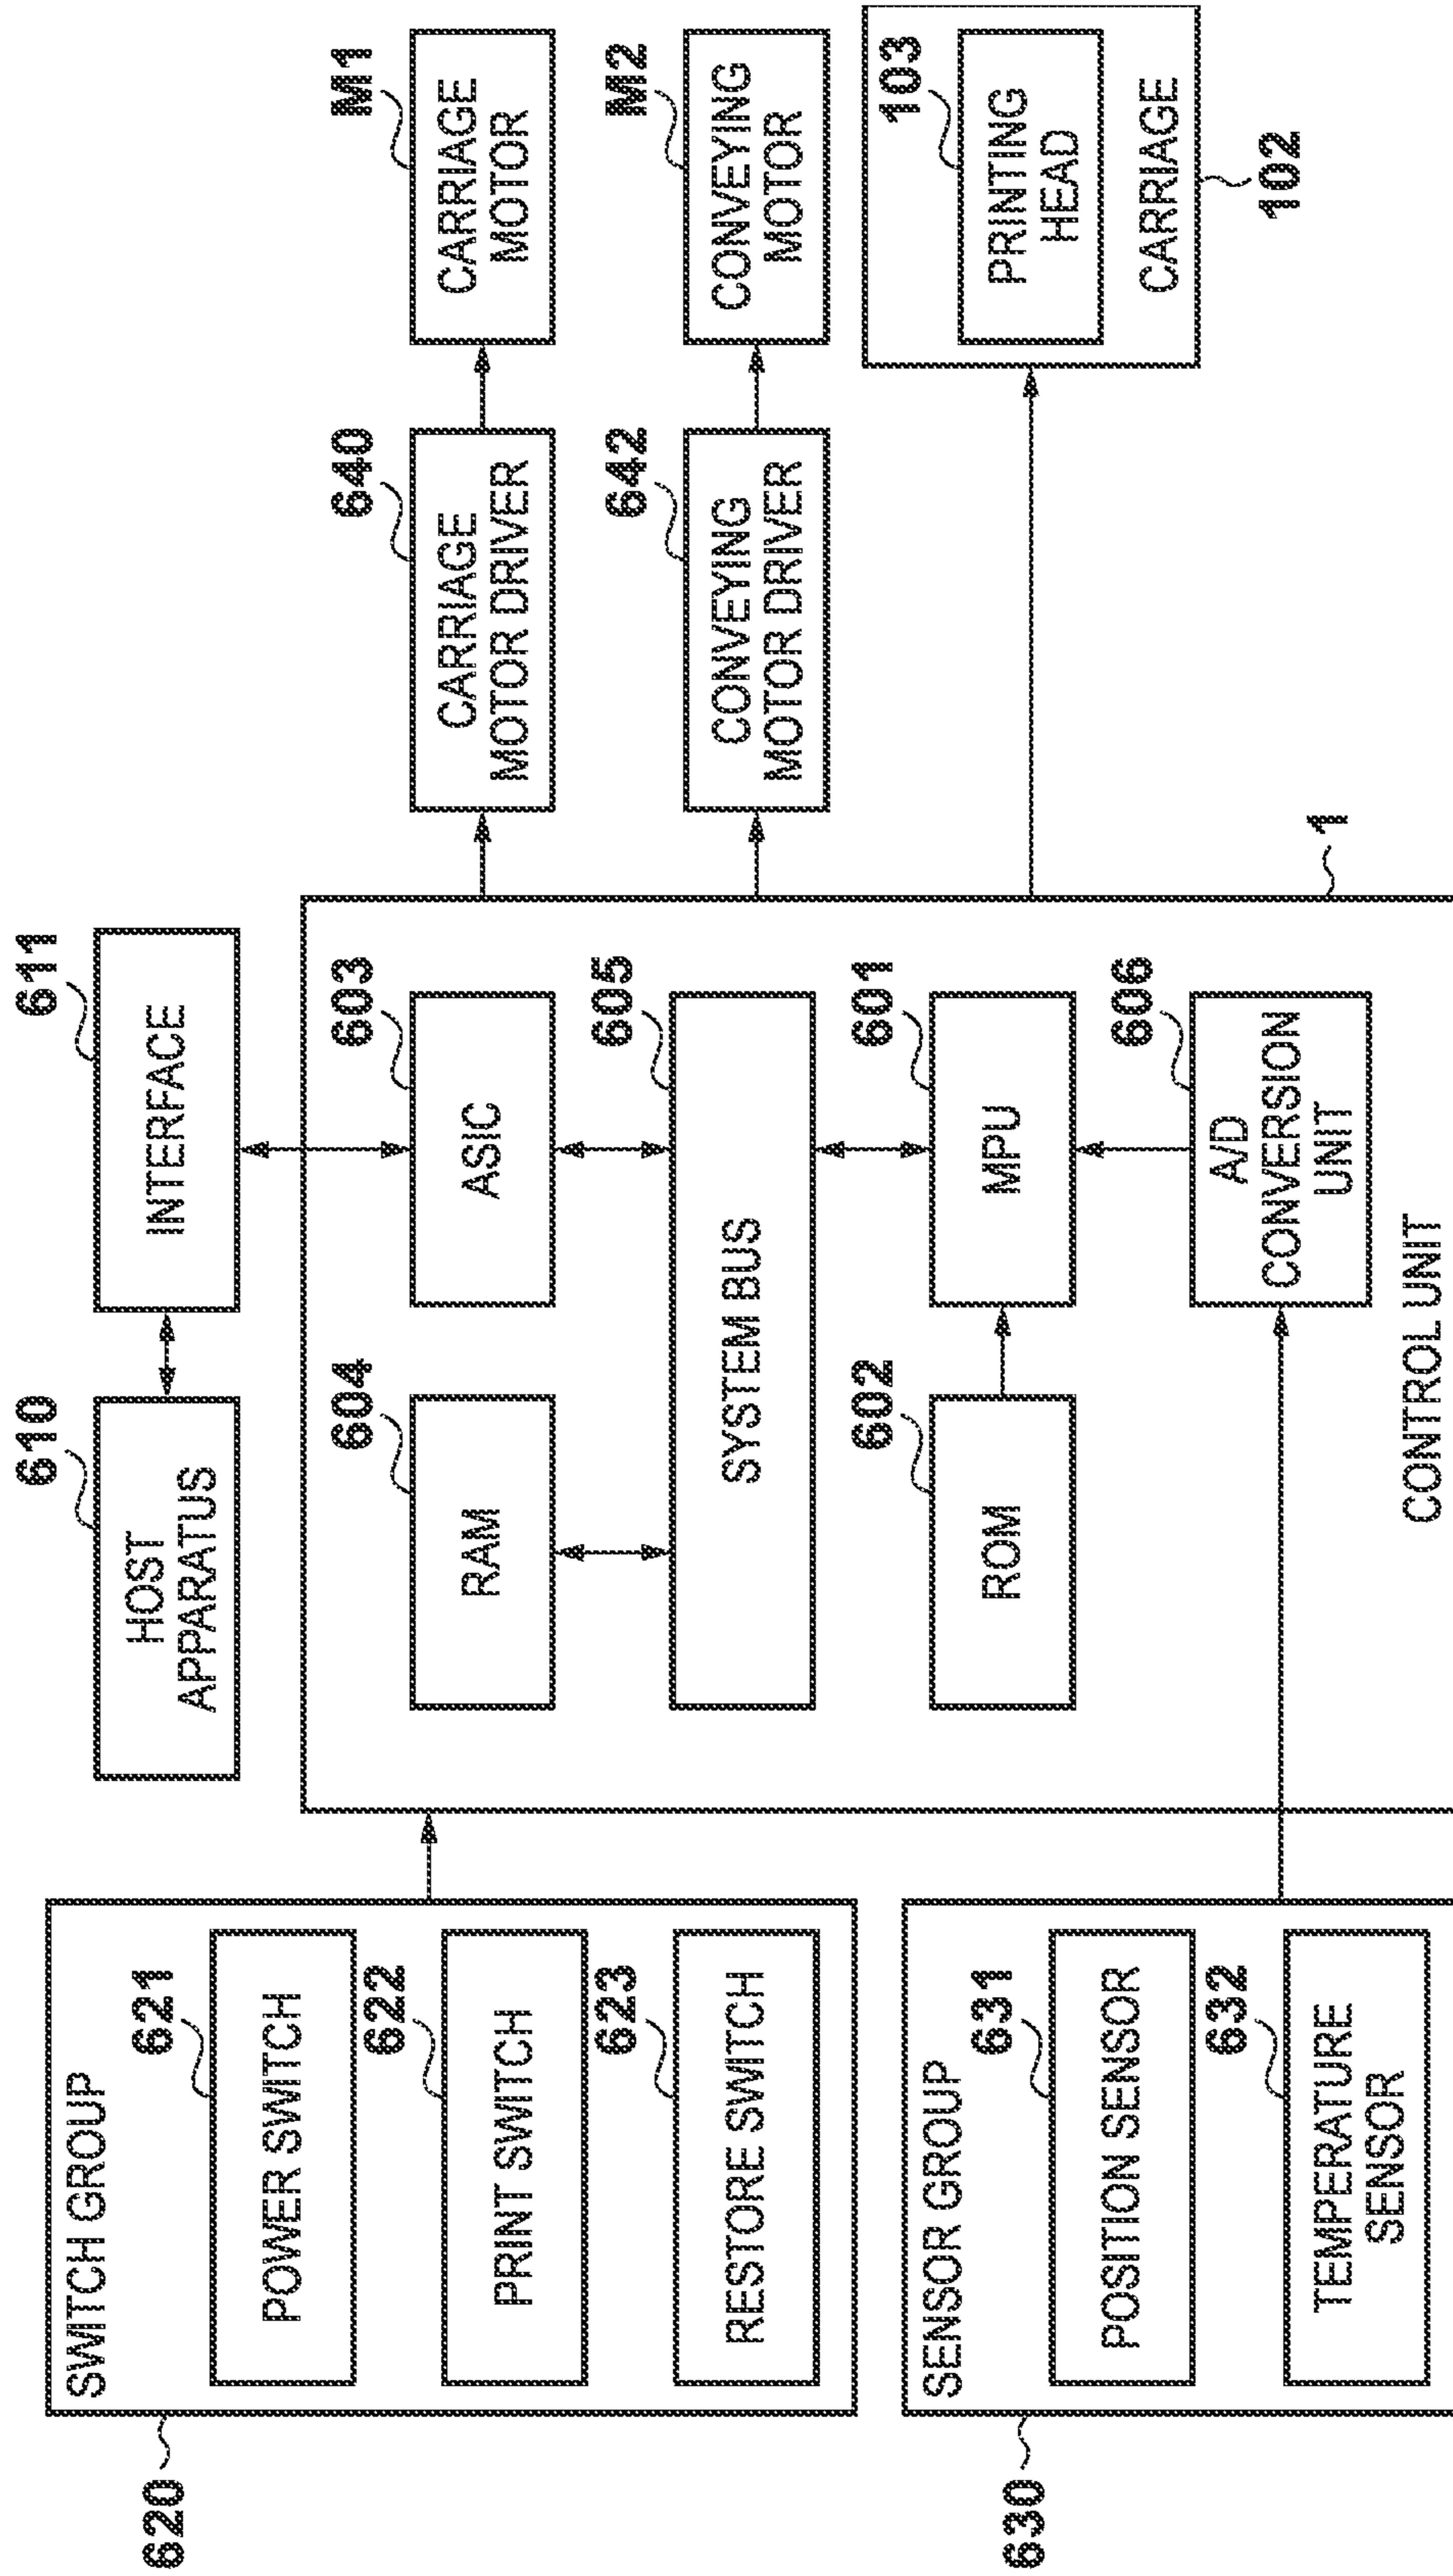 610
HOST
APPARATUS
611
INTERFACE
620
SWITCH GROUP
621
POWER SWITCH
622
PRINT SWITCH
623
RESTORE SWITCH
630
SENSOR GROUP
631
POSITION SENSOR
632
TEMPERATURE
SENSOR
604
RAM
603
ASIC
605
SYSTEM BUS
602
ROM
601
MPU
606
A/D
CONVERSION
UNIT
CONTROL UNIT
1
640
CARRIAGE
MOTOR DRIVER
M1
CARRIAGE
MOTOR
642
CONVEYING
MOTOR DRIVER
M2
CONVEYING
MOTOR
103
PRINTING
HEAD
CARRIAGE
102